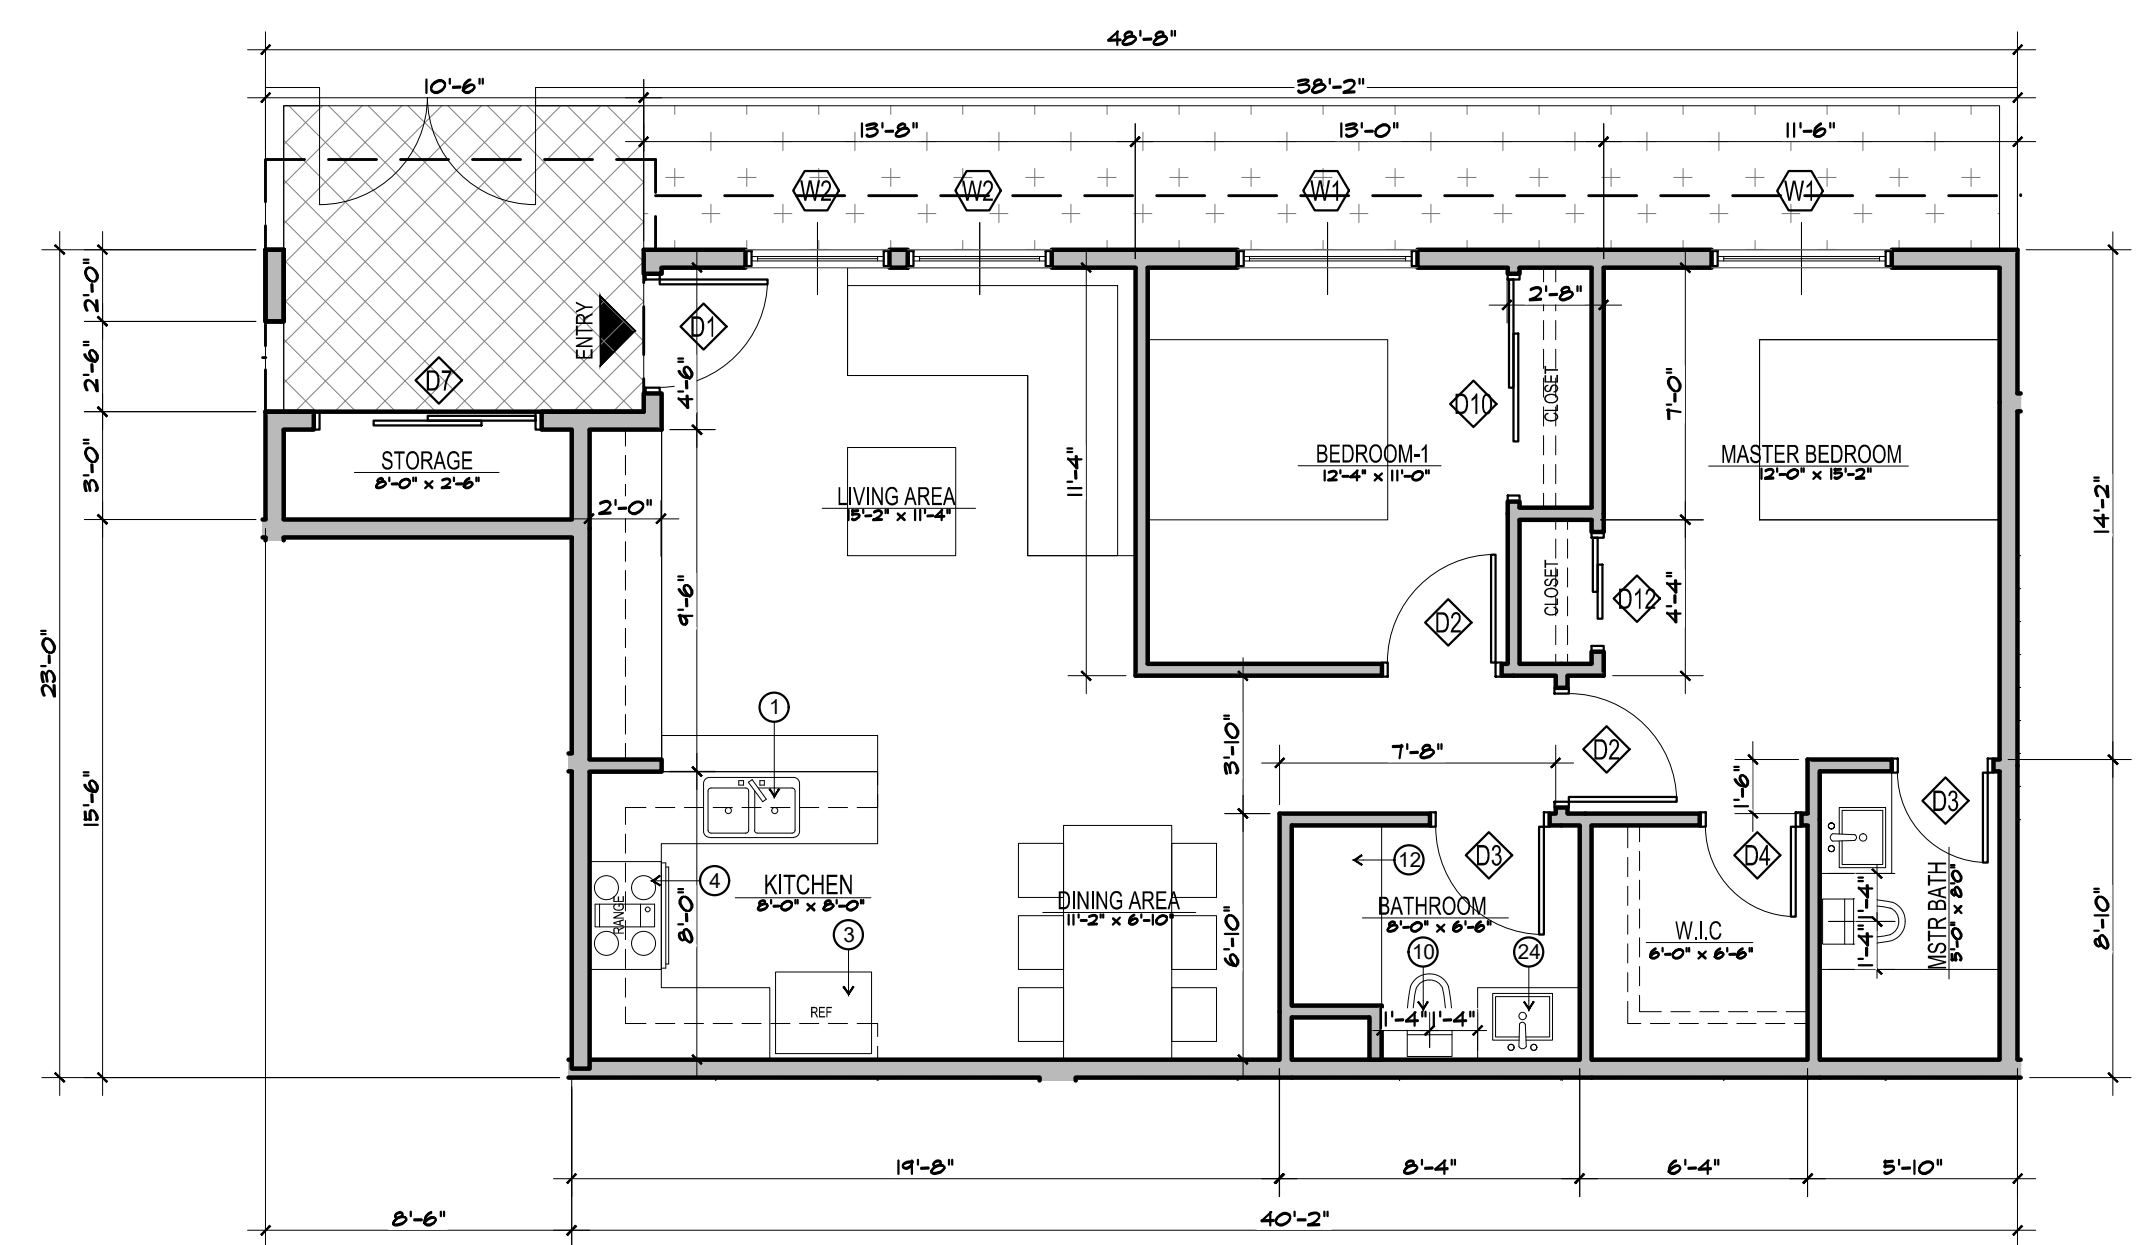 48'-8"
10'-6"
38'-2"
13'-8"
13'-0"
11'-6"
W2
W2
W1
W1
2'-0"
2'-6"
3'-0"
23'-0"
15'-6"
ENTRY
D1
D7
4'-6"
2'-8"
7'-0"
D10
CLOSET
STORAGE
8'-0" x 2'-6"
2'-0"
LIVING AREA
15'-2" x 11'-4"
11'-4"
BEDROOM-1
12'-4" x 11'-0"
MASTER BEDROOM
12'-0" x 15'-2"
14'-2"
9'-6"
CLOSET
D12
4'-4"
D2
1
3'-10"
7'-8"
D2
1'-6"
D3
4
RANGE
8'-0"
KITCHEN
8'-0" x 8'-0"
3
REF
DINING AREA
11'-2" x 6'-10"
6'-10"
12
D3
BATHROOM
8'-0" x 6'-6"
10
24
1'-4"
1'-4"
D4
W.I.C
6'-0" x 6'-6"
1'-4"
1'-4"
MSTR BATH
5'-0" x 8'0"
8'-10"
19'-8"
8'-4"
6'-4"
5'-10"
8'-6"
40'-2"